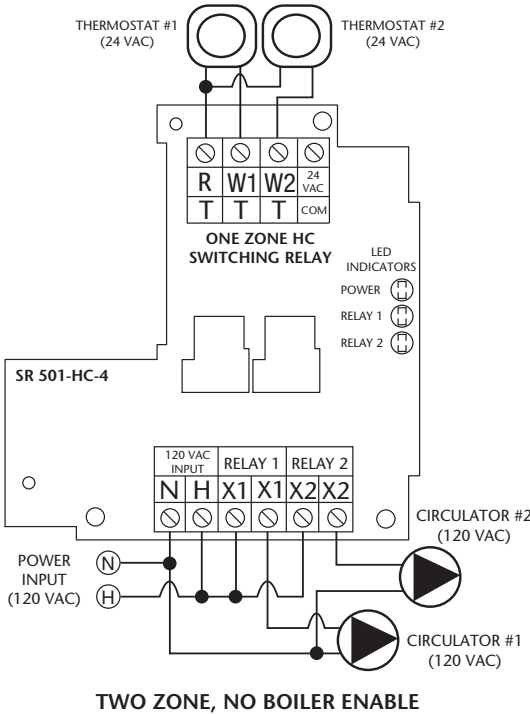 THERMOSTAT #1
(24 VAC)
THERMOSTAT #2
(24 VAC)
R W1 W2 24 VAC
T T T COM
ONE ZONE HC
SWITCHING RELAY
LED
INDICATORS
POWER
RELAY 1
RELAY 2
SR 501-HC-4
120 VAC
INPUT
RELAY 1
RELAY 2
N H X1 X1 X2 X2
POWER
INPUT
(120 VAC)
N
H
CIRCULATOR #2
(120 VAC)
CIRCULATOR #1
(120 VAC)
TWO ZONE, NO BOILER ENABLE